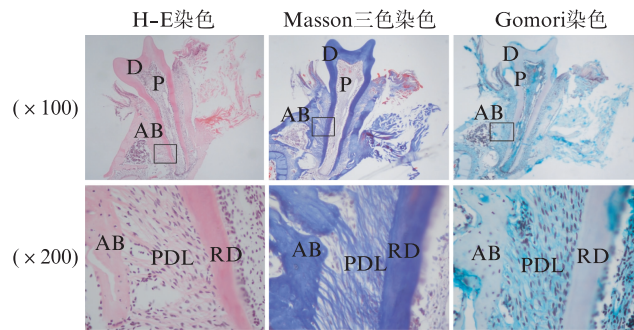 H-E染色 Masson三色染色 Gomori染色
(×100)
D P AB
D P AB
D P AB
(×200)
AB PDL RD
AB PDL RD
AB PDL RD